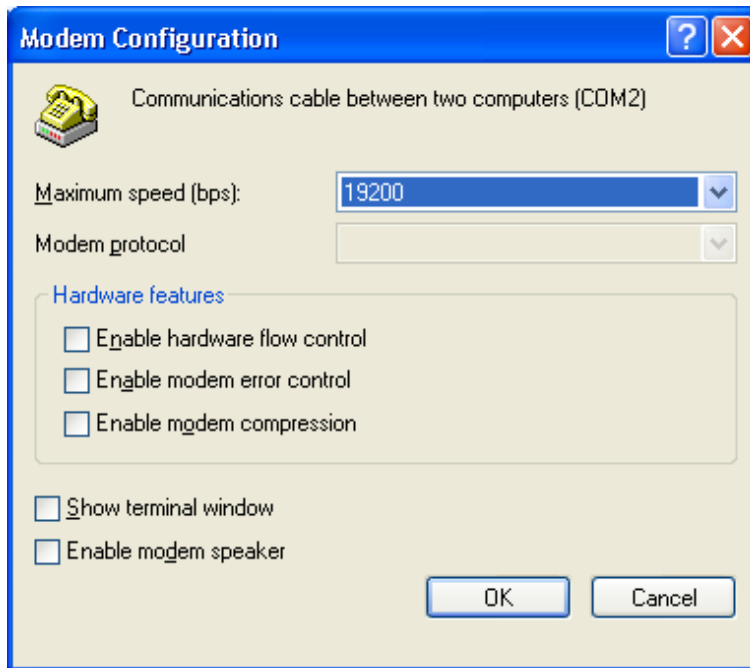 Modem Configuration
Communications cable between two computers (COM2)
Maximum speed (bps): 19200
Modem protocol
Hardware features
Enable hardware flow control
Enable modem error control
Enable modem compression
Show terminal window
Enable modem speaker
OK Cancel